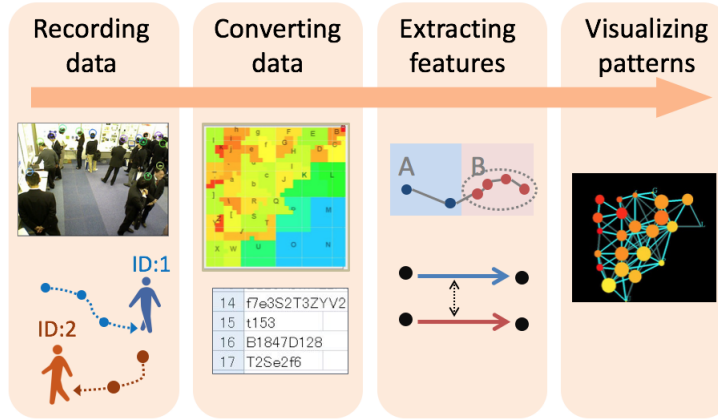 Recording
data
Converting
data
Extracting
features
Visualizing
patterns
ID:1
ID:2
A
B
14 f7e3S2T3ZYV2
15 t153
16 B1847D128
17 T2Se2f6
g F E B
H D
b c
K L
R Q
S T M
X W U O N